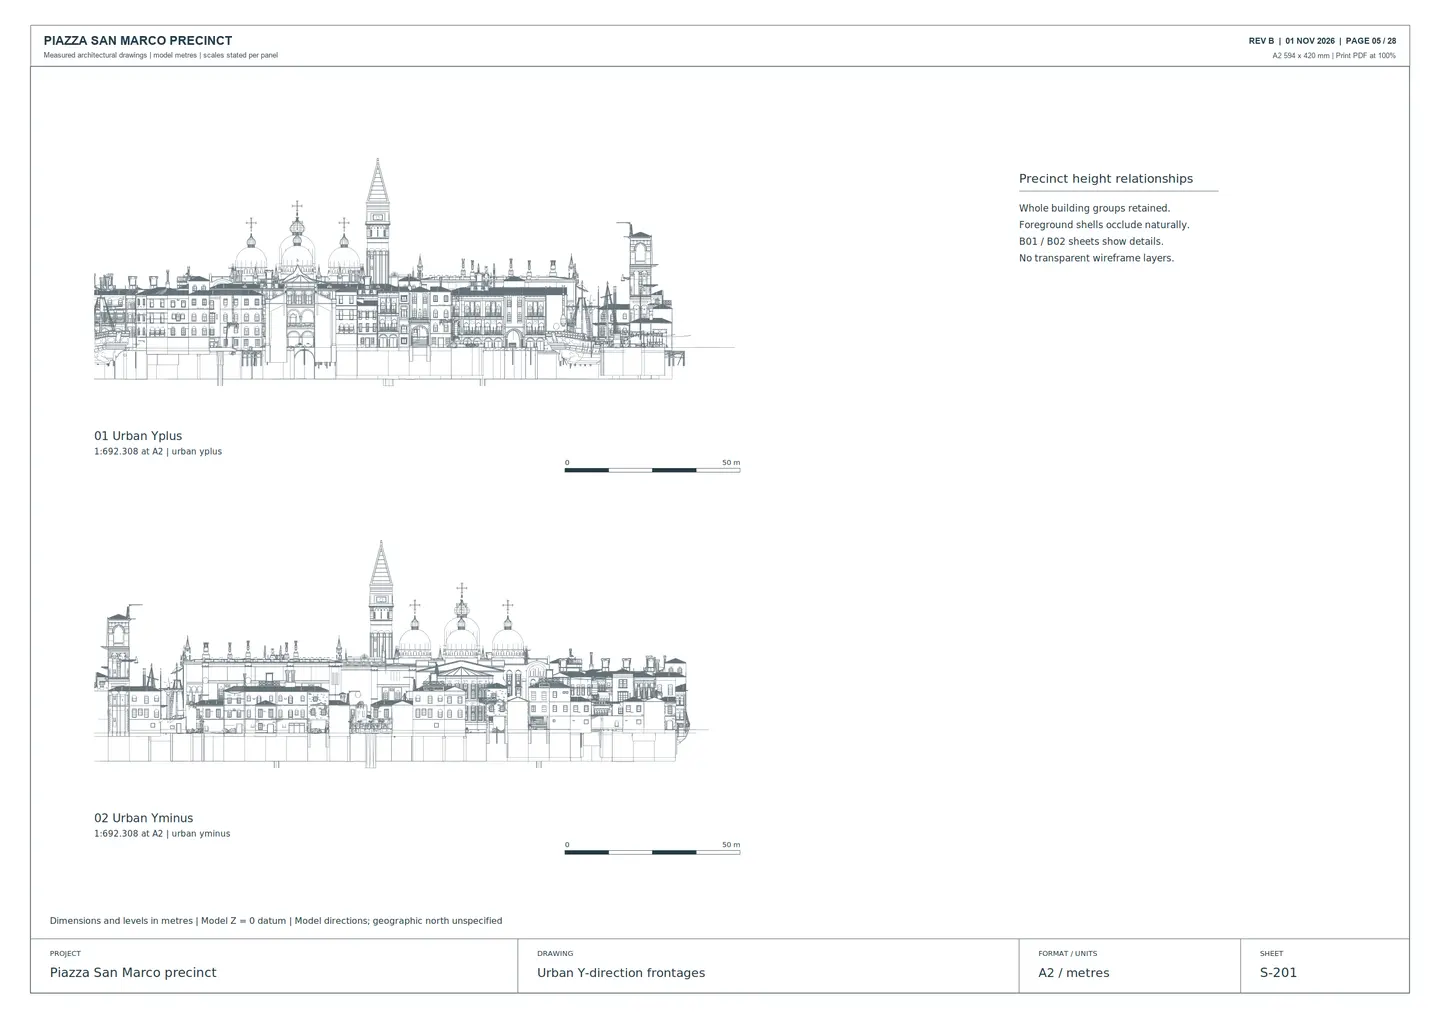 PIAZZA SAN MARCO PRECINCT
Measured architectural drawings | model metres | scales stated per panel
REV B | 01 NOV 2026 | PAGE 05 / 28
A2 594 x 420 mm | Print PDF at 100%
Precinct height relationships
Whole building groups retained.
Foreground shells occlude naturally.
B01 / B02 sheets show details.
No transparent wireframe layers.
01 Urban Yplus
1:692.308 at A2 | urban yplus
0 50 m
02 Urban Yminus
1:692.308 at A2 | urban yminus
0 50 m
Dimensions and levels in metres | Model Z = 0 datum | Model directions; geographic north unspecified
PROJECT
Piazza San Marco precinct
DRAWING
Urban Y-direction frontages
FORMAT / UNITS
A2 / metres
SHEET
S-201